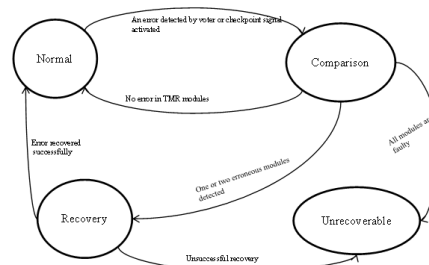 An error detected by voter or checkpoint signal
activated
Normal
Comparison
No error in TMR modules
Error recovered
successfully
All modules are
faulty
One or two erroneous modules
detected
Recovery
Unrecoverable
Unsuccessful recovery